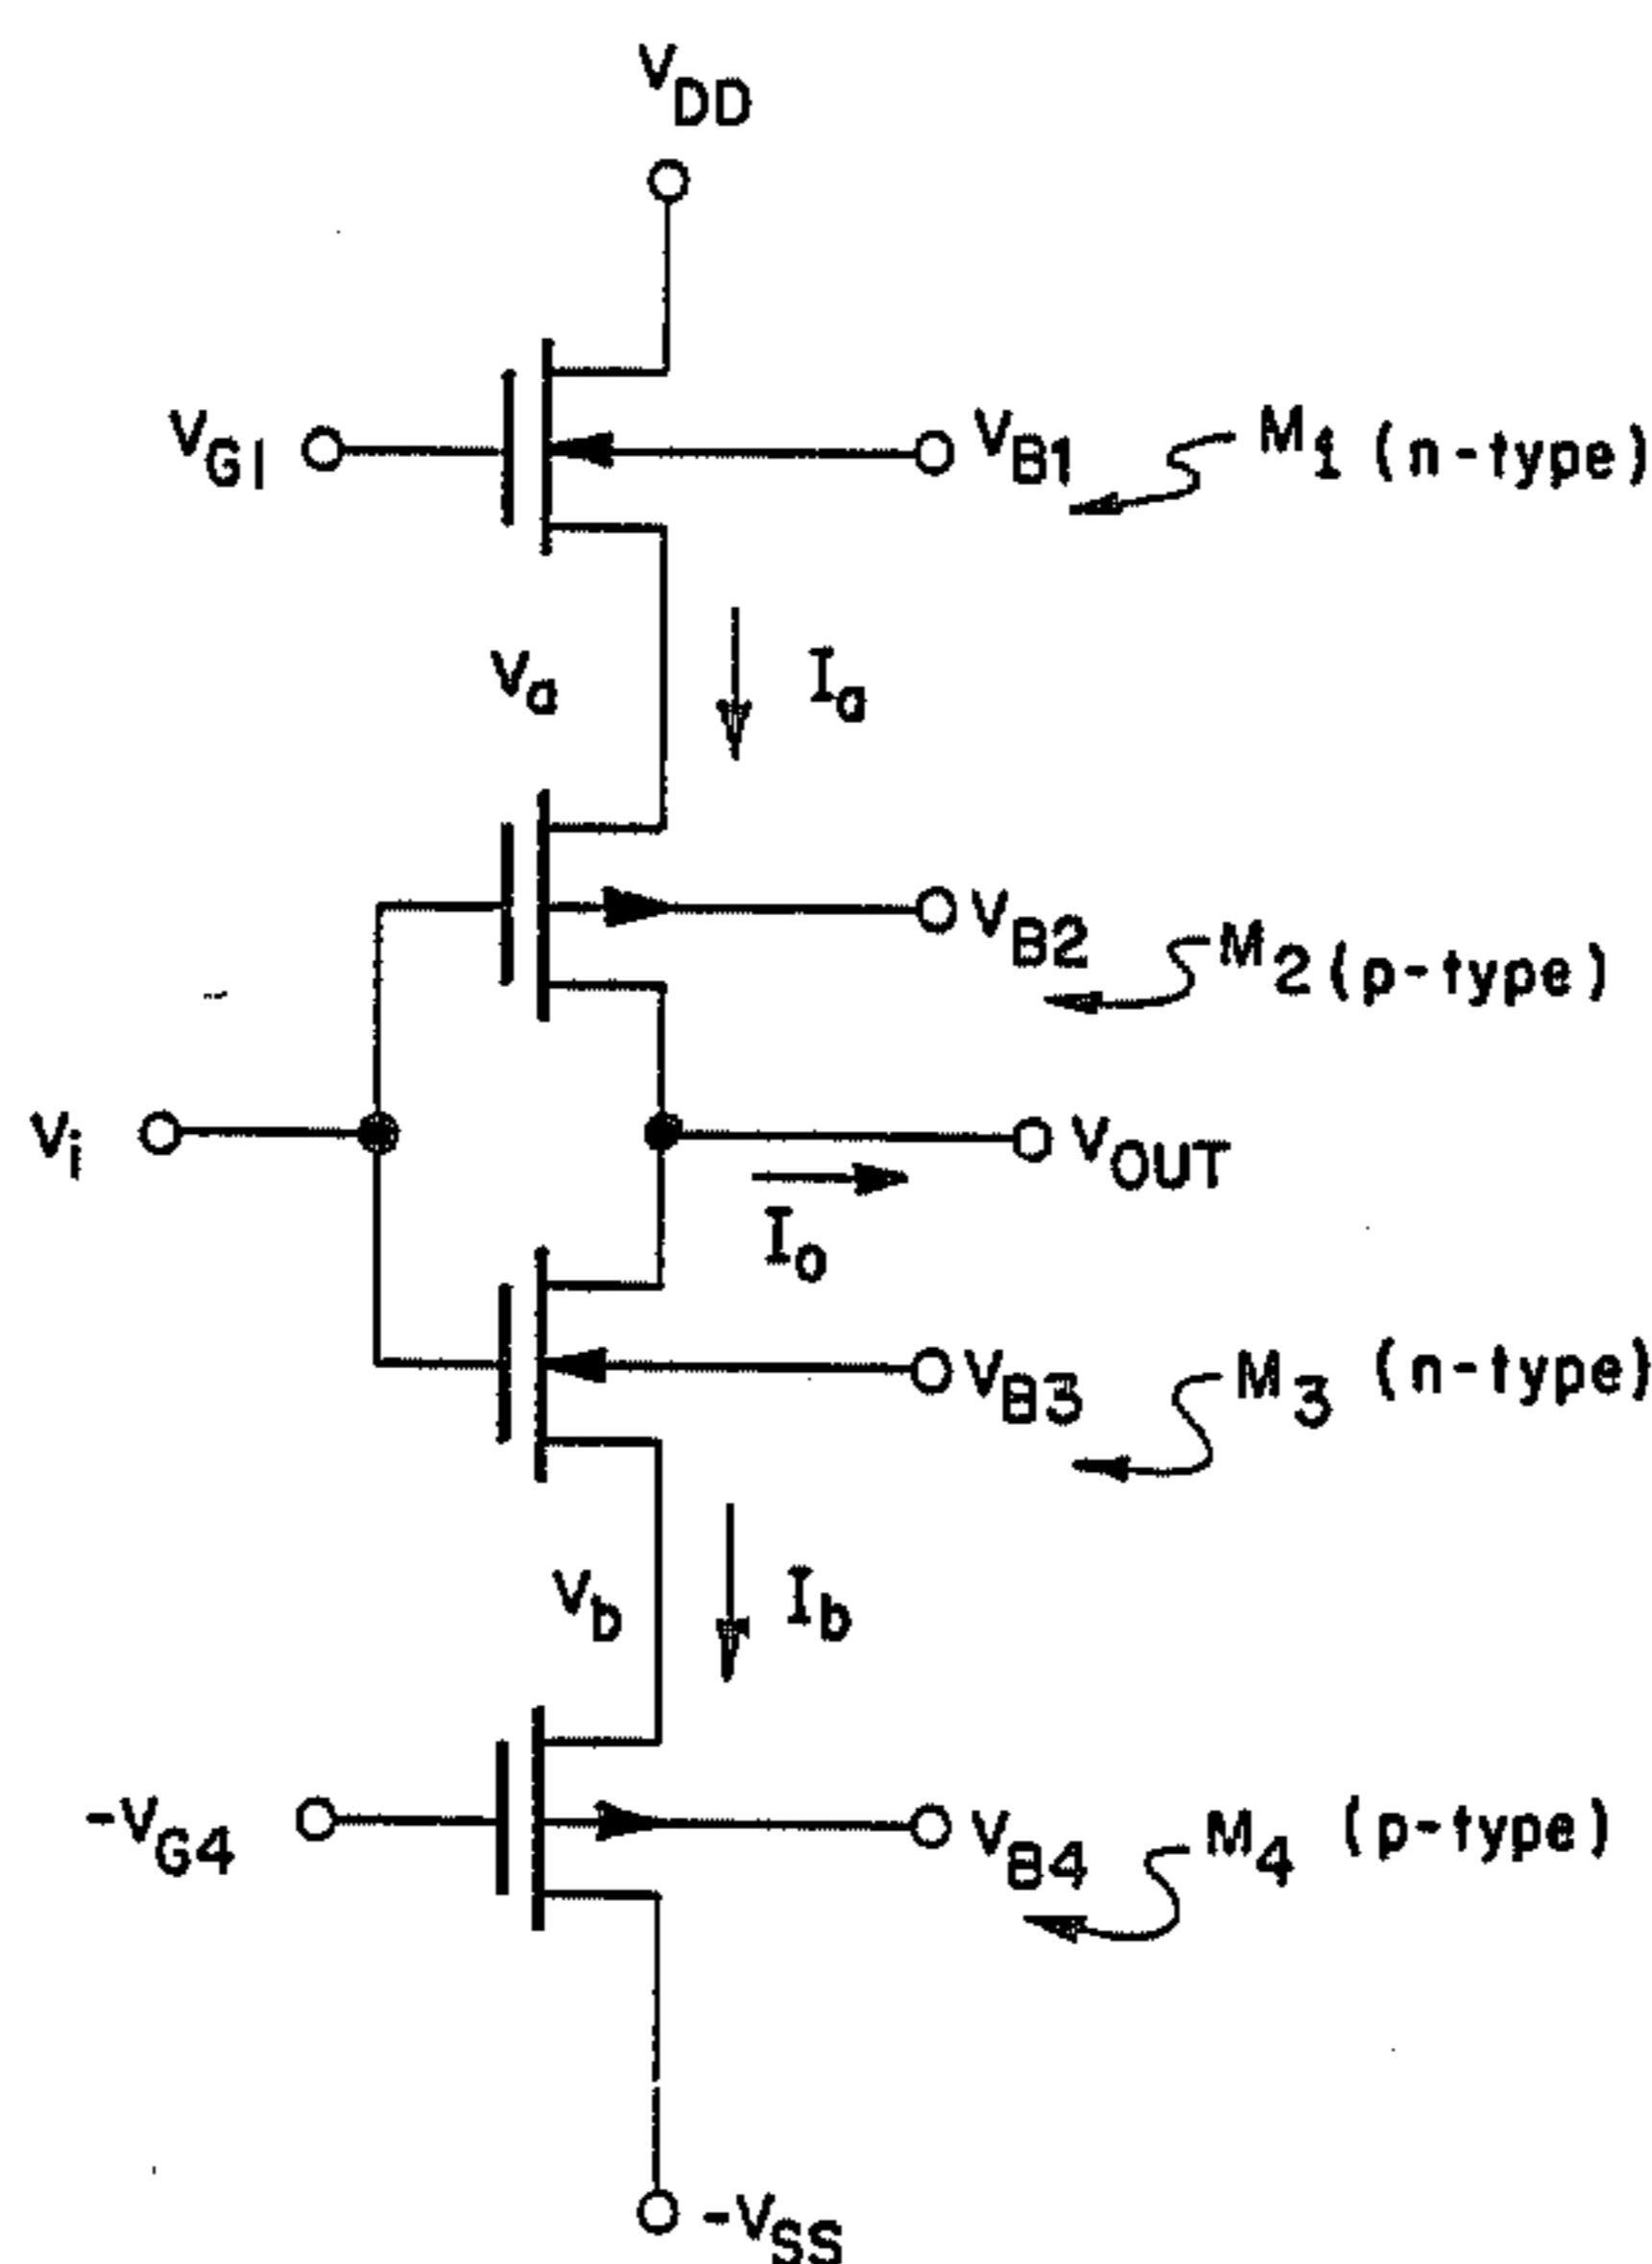 VDD
VG1
VB1
M1 (n-type)
Va
Ia
VB2
M2 (p-type)
Vi
VOUT
Io
VB3
M3 (n-type)
Vb
Ib
-VG4
VB4
M4 (p-type)
-VSS